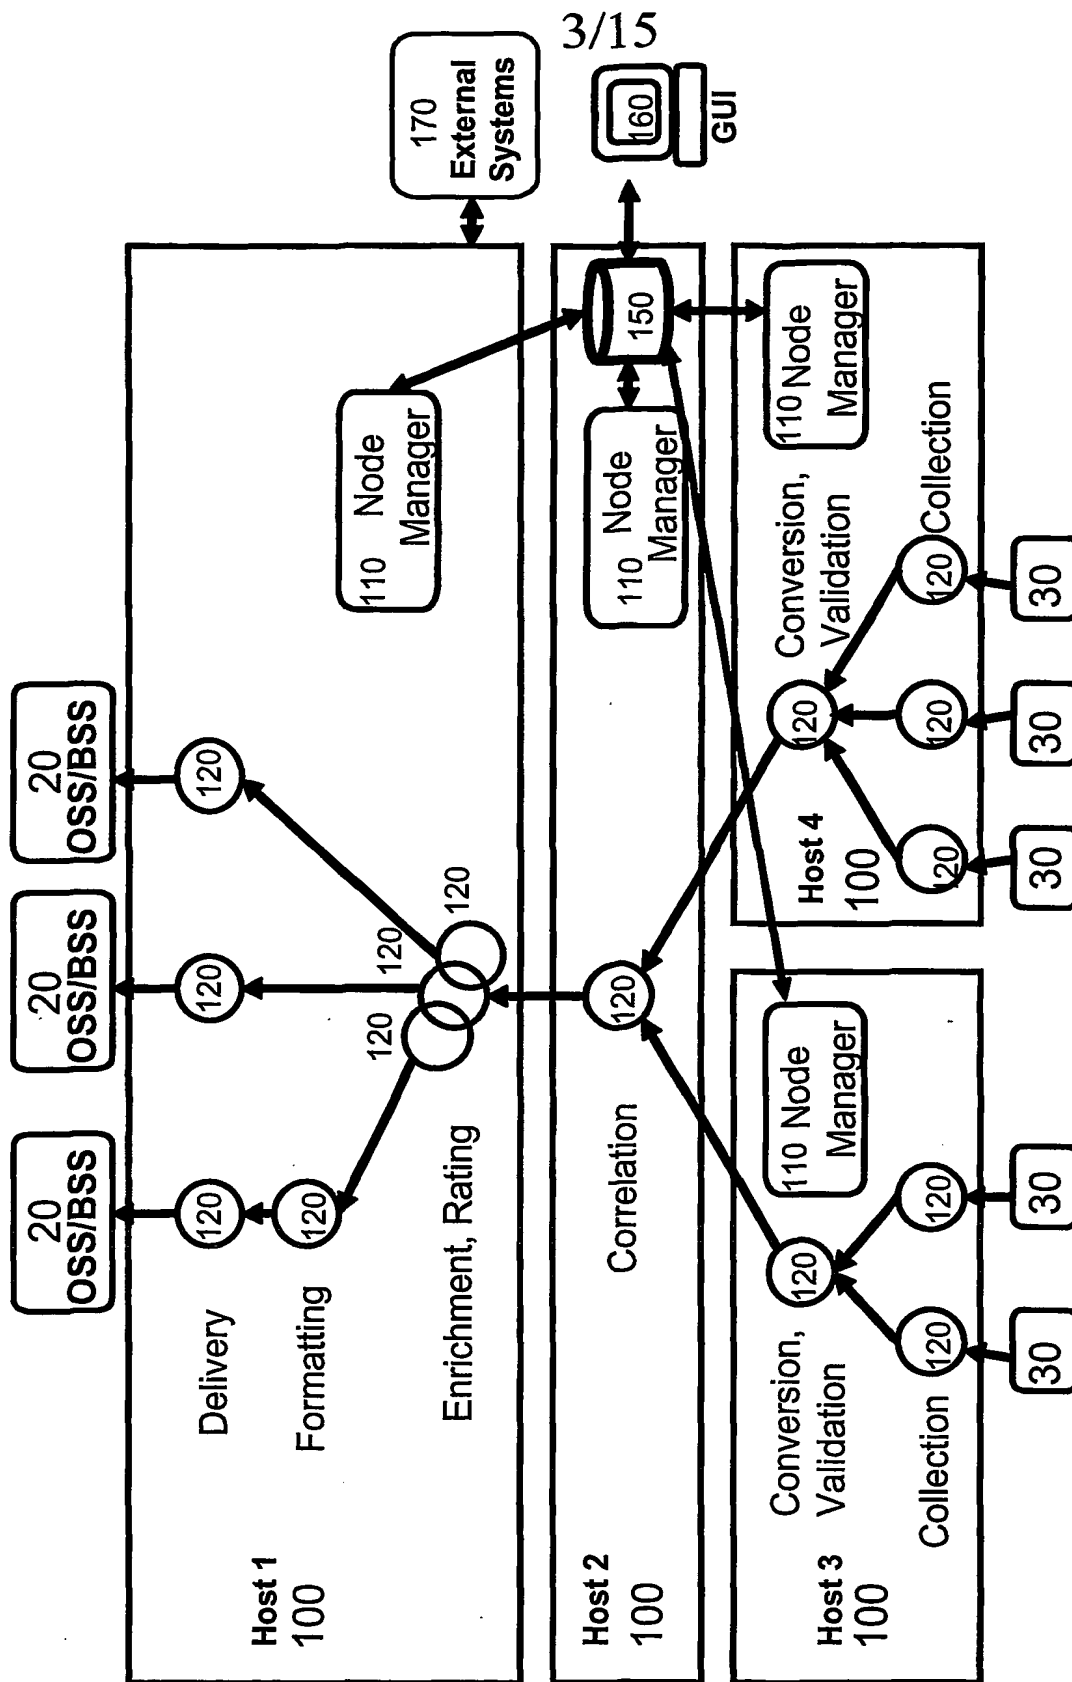 3/15
20
OSS/BSS
20
OSS/BSS
20
OSS/BSS
Host 1
100
Delivery
120
120
120
Formatting
120
Enrichment, Rating
120
120
120
110 Node
Manager
170
External
Systems
Host 2
100
Correlation
120
110 Node
Manager
150
160
GUI
Host 3
100
Conversion,
Validation
120
110 Node
Manager
Collection
120
120
30
30
Host 4
100
120
Conversion,
Validation
110 Node
Manager
120
120
120
Collection
30
30
30